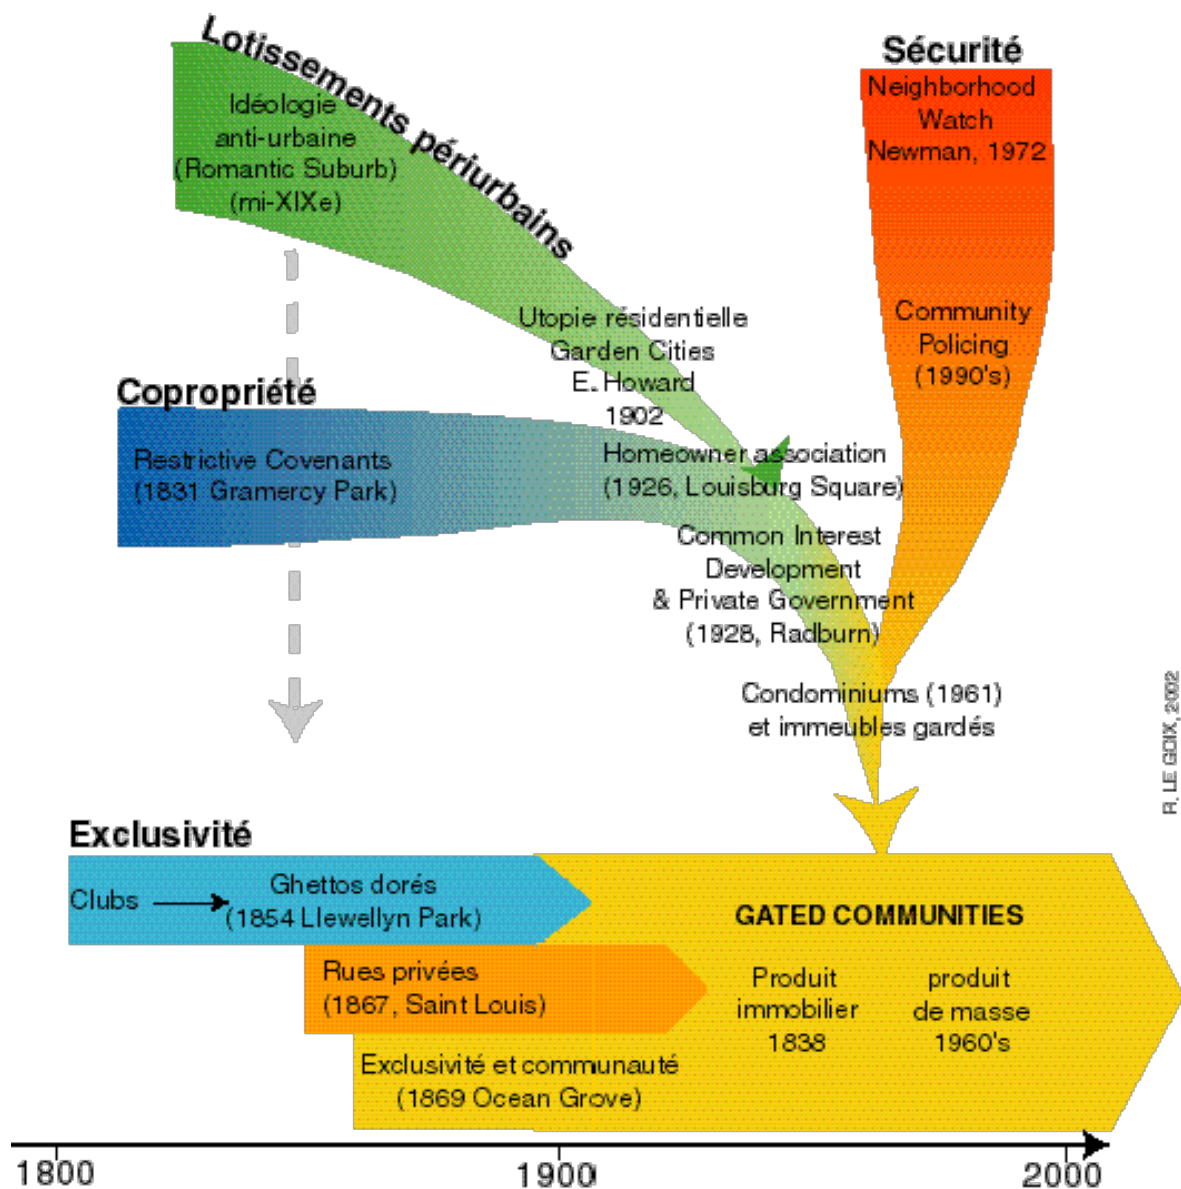 Lotissements périurbains
Idéologie
anti-urbaine
(Romantic Suburb)
(mi-XIXe)
Sécurité
Neighborhood
Watch
Newman, 1972
Community
Policing
(1990's)
Utopie résidentielle
Garden Cities
E. Howard
1902
Copropriété
Restrictive Covenants
(1831 Gramercy Park)
Homeowner association
(1926, Louisburg Square)
Common Interest
Development
& Private Government
(1928, Radburn)
Condominiums (1961)
et immeubles gardés
R. LE GOIX, 2002
Exclusivité
Clubs
Ghettos dorés
(1854 Llewellyn Park)
Rues privées
(1867, Saint Louis)
Exclusivité et communauté
(1869 Ocean Grove)
GATED COMMUNITIES
Produit
immobilier
1838
produit
de masse
1960's
1800
1900
2000